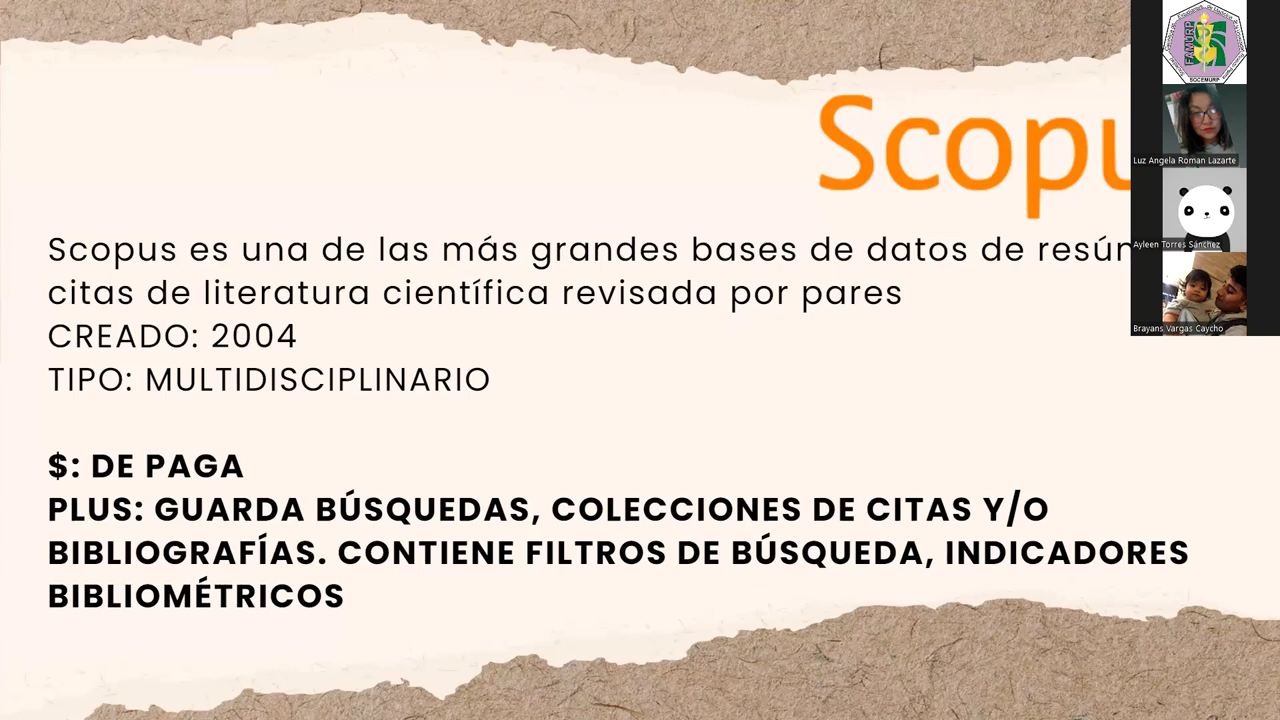 Scopu
Scopus es una de las más grandes bases de datos de resúm
citas de literatura científica revisada por pares
CREADO: 2004
TIPO: MULTIDISCIPLINARIO
$: DE PAGA
PLUS: GUARDA BÚSQUEDAS, COLECCIONES DE CITAS Y/O
BIBLIOGRAFÍAS. CONTIENE FILTROS DE BÚSQUEDA, INDICADORES
BIBLIOMÉTRICOS
FAMURP
SOCEMURP
Luz Angela Roman Lazarte
Ayleen Torres Sánchez
Brayans Vargas Caycho